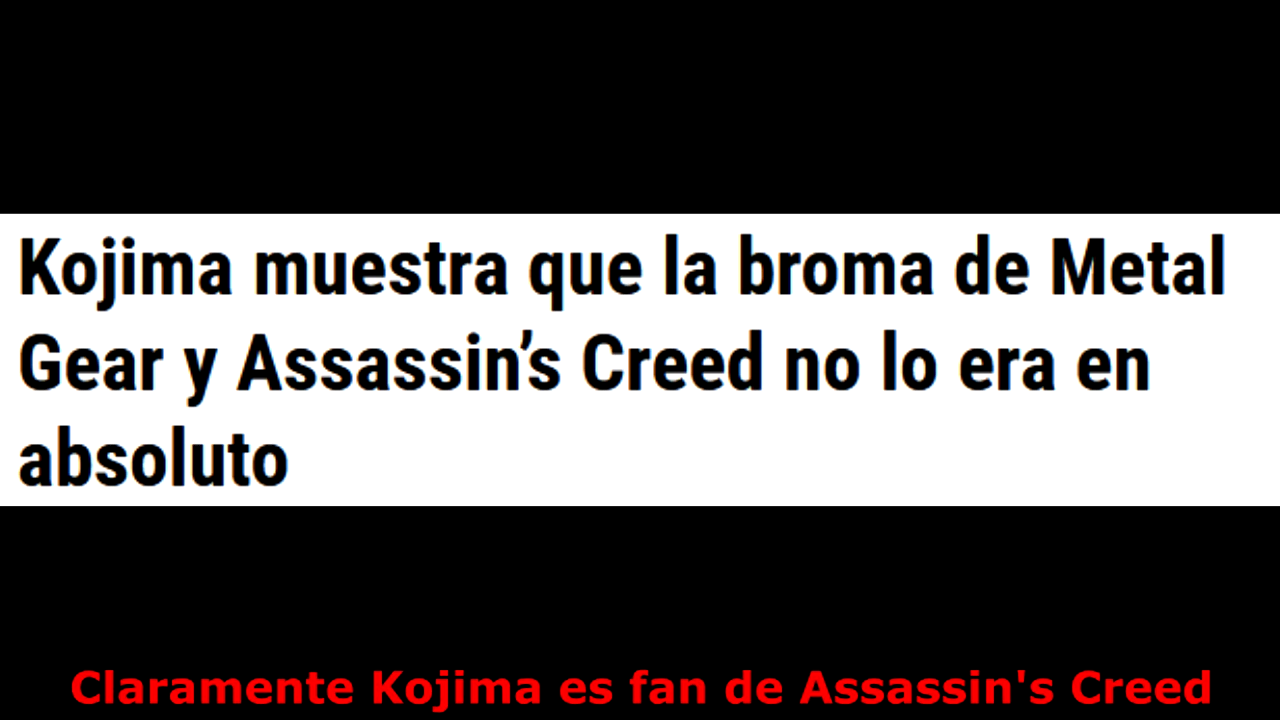 Kojima muestra que la broma de Metal
Gear y Assassin’s Creed no lo era en
absoluto
Claramente Kojima es fan de Assassin's Creed